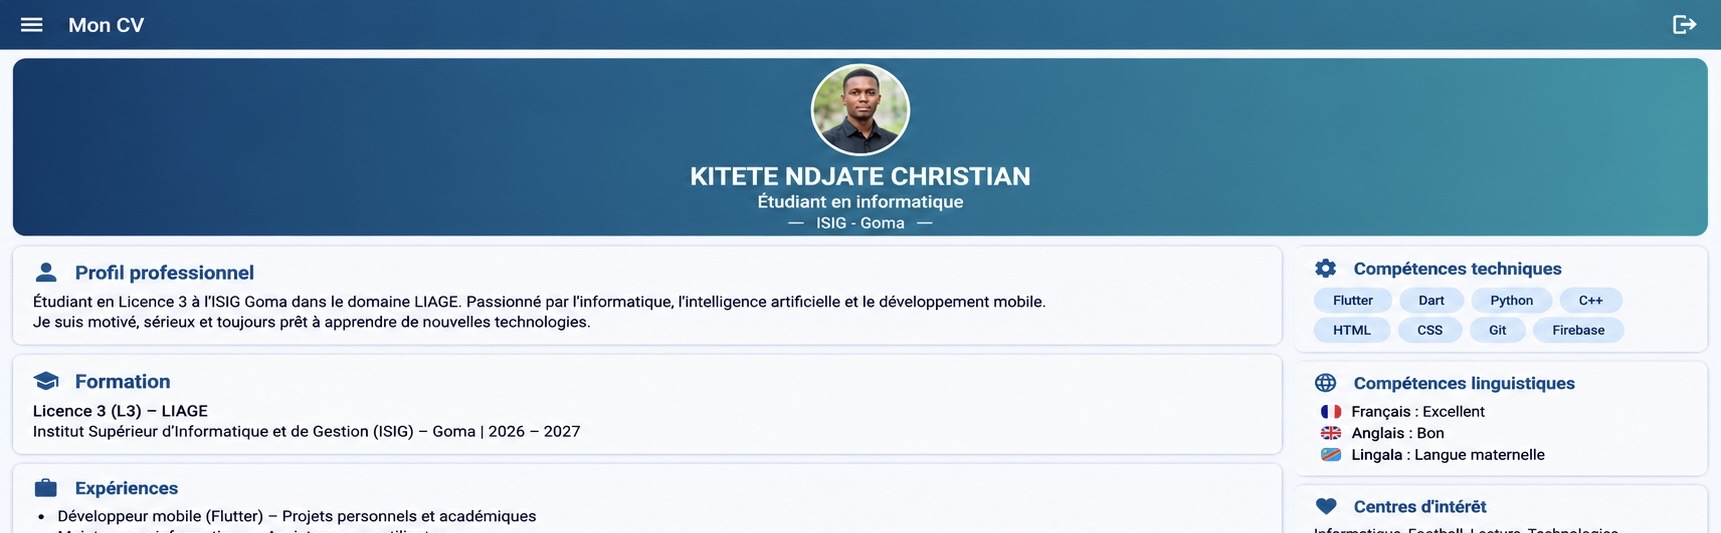 Mon CV
KITETE NDJATE CHRISTIAN
Étudiant en informatique
— ISIG - Goma —
Profil professionnel
Étudiant en Licence 3 à l'ISIG Goma dans le domaine LIAGE. Passionné par l'informatique, l'intelligence artificielle et le développement mobile.
Je suis motivé, sérieux et toujours prêt à apprendre de nouvelles technologies.
Formation
Licence 3 (L3) – LIAGE
Institut Supérieur d'Informatique et de Gestion (ISIG) – Goma | 2026 – 2027
Expériences
• Développeur mobile (Flutter) – Projets personnels et académiques
Compétences techniques
Flutter Dart Python C++
HTML CSS Git Firebase
Compétences linguistiques
Français : Excellent
Anglais : Bon
Lingala : Langue maternelle
Centres d'intérêt
Informatique, Football, Lecture, Technologies